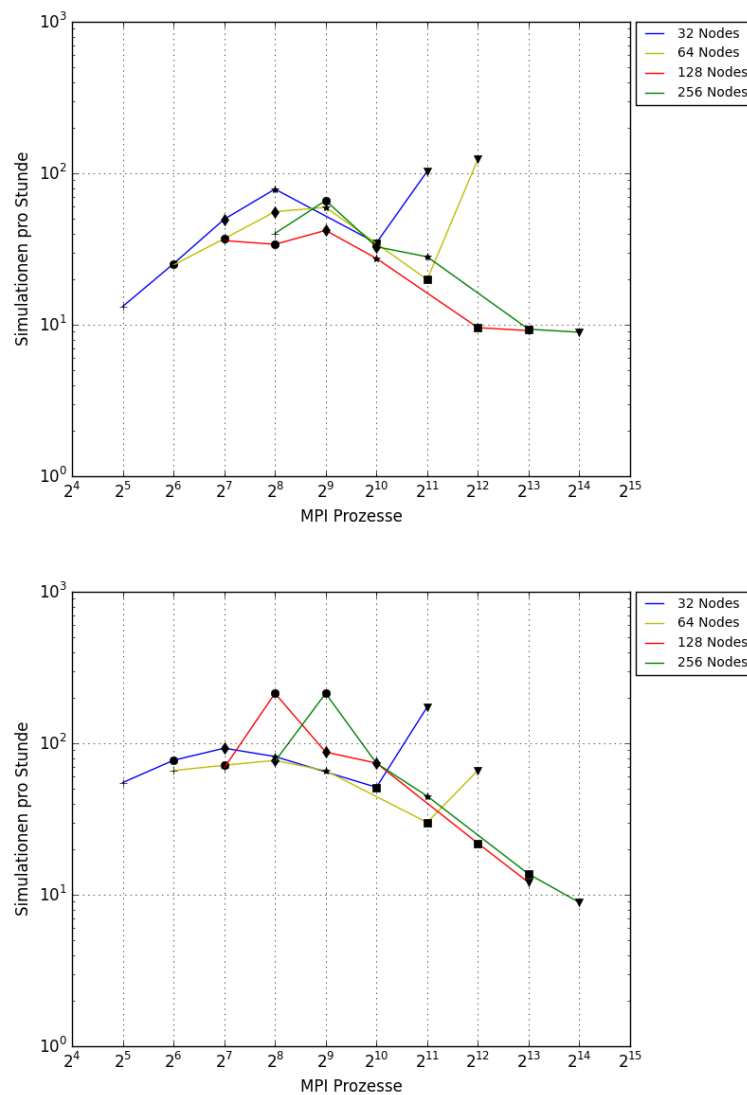 10³
10²
10¹
10⁰
Simulationen pro Stunde
2⁴ 2⁵ 2⁶ 2⁷ 2⁸ 2⁹ 2¹⁰ 2¹¹ 2¹² 2¹³ 2¹⁴ 2¹⁵
MPI Prozesse
32 Nodes
64 Nodes
128 Nodes
256 Nodes
10³
10²
10¹
10⁰
Simulationen pro Stunde
2⁴ 2⁵ 2⁶ 2⁷ 2⁸ 2⁹ 2¹⁰ 2¹¹ 2¹² 2¹³ 2¹⁴ 2¹⁵
MPI Prozesse
32 Nodes
64 Nodes
128 Nodes
256 Nodes